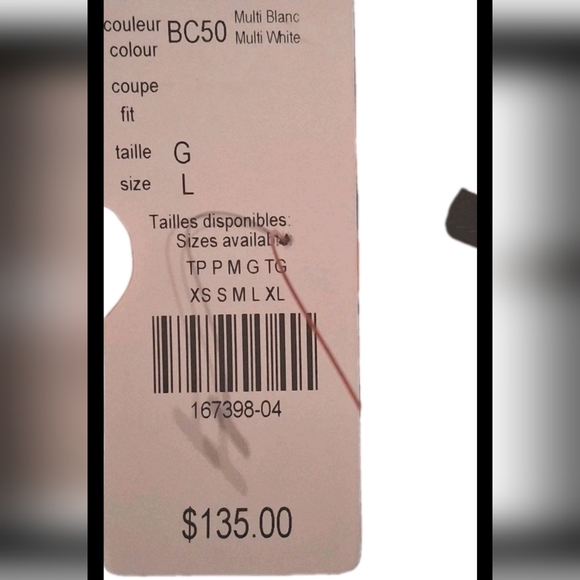 couleur BC50 Multi Blanc
colour Multi White
coupe
fit
taille G
size L
Tailles disponibles:
Sizes
TP P M G TG
XS S M L XL
167398-04
$135.00